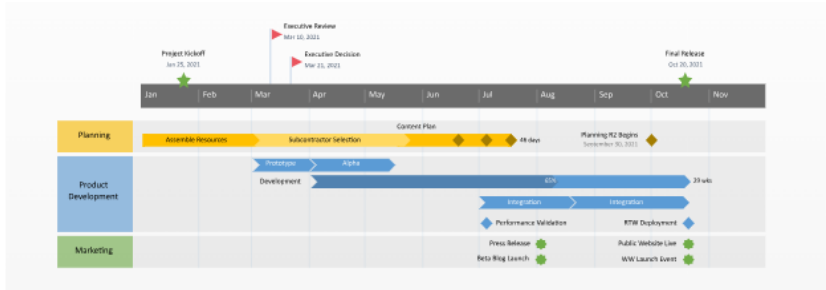 Executive Review
Mar 10, 2021
Project Kickoff
Jan 25, 2021
Executive Decision
Mar 21, 2021
Final Release
Oct 20, 2021
Jan Feb Mar Apr May Jun Jul Aug Sep Oct Nov
Content Plan
Planning
Assemble Resources
Subcontractor Selection
48 days
Planning R2 Begins
September 30, 2021
Product
Development
Prototype
Alpha
Development
65%
29 wks
Integration
Integration
Performance Validation
RTW Deployment
Marketing
Press Release
Public Website Live
Beta Blog Launch
WW Launch Event